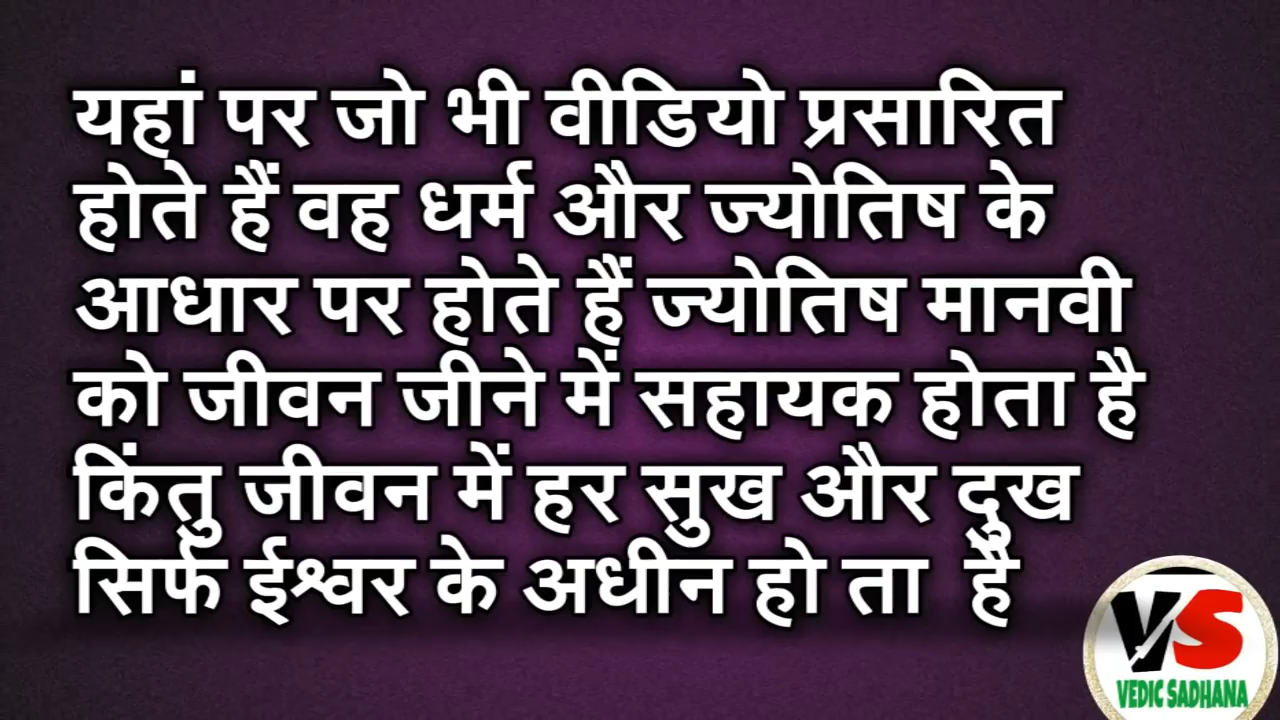 यहां पर जो भी वीडियो प्रसारित
होते हैं वह धर्म और ज्योतिष के
आधार पर होते हैं ज्योतिष मानवी
को जीवन जीने में सहायक होता है
किंतु जीवन में हर सुख और दुख
सिर्फ ईश्वर के अधीन हो ता है
VS
VEDIC SADHANA